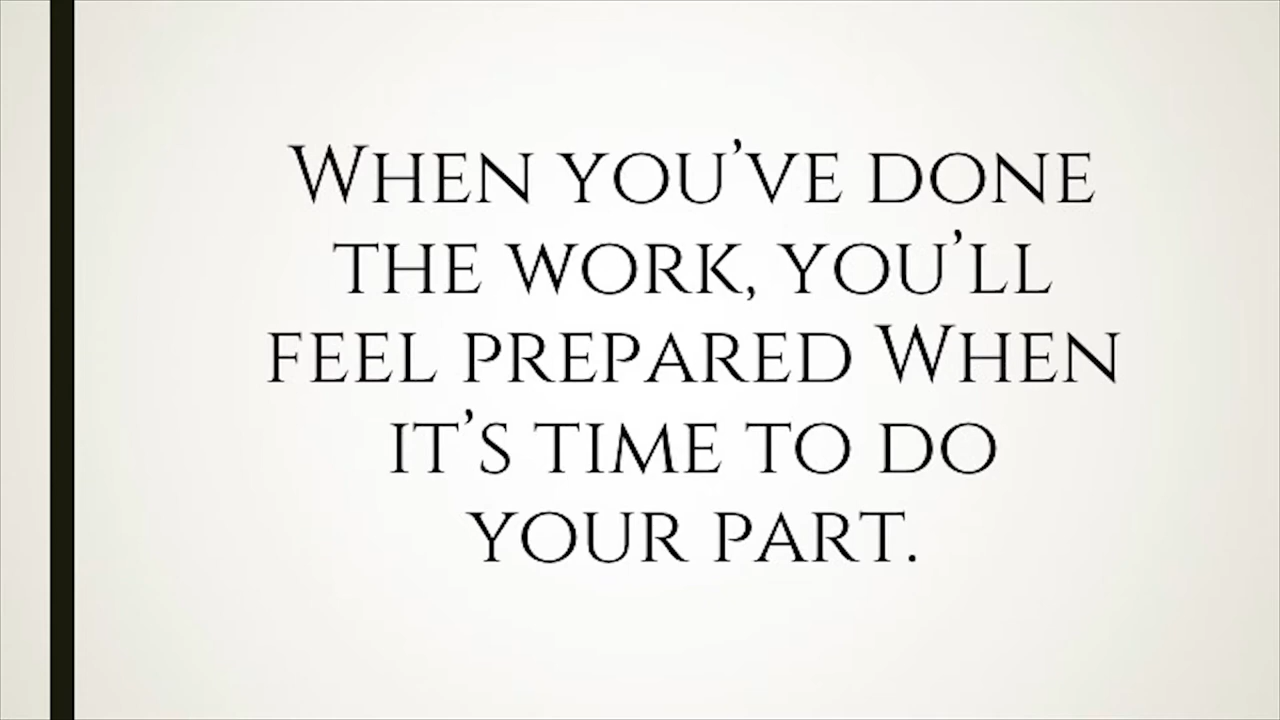 When you’ve done
the work, you’ll
feel prepared When
it’s time to do
your part.